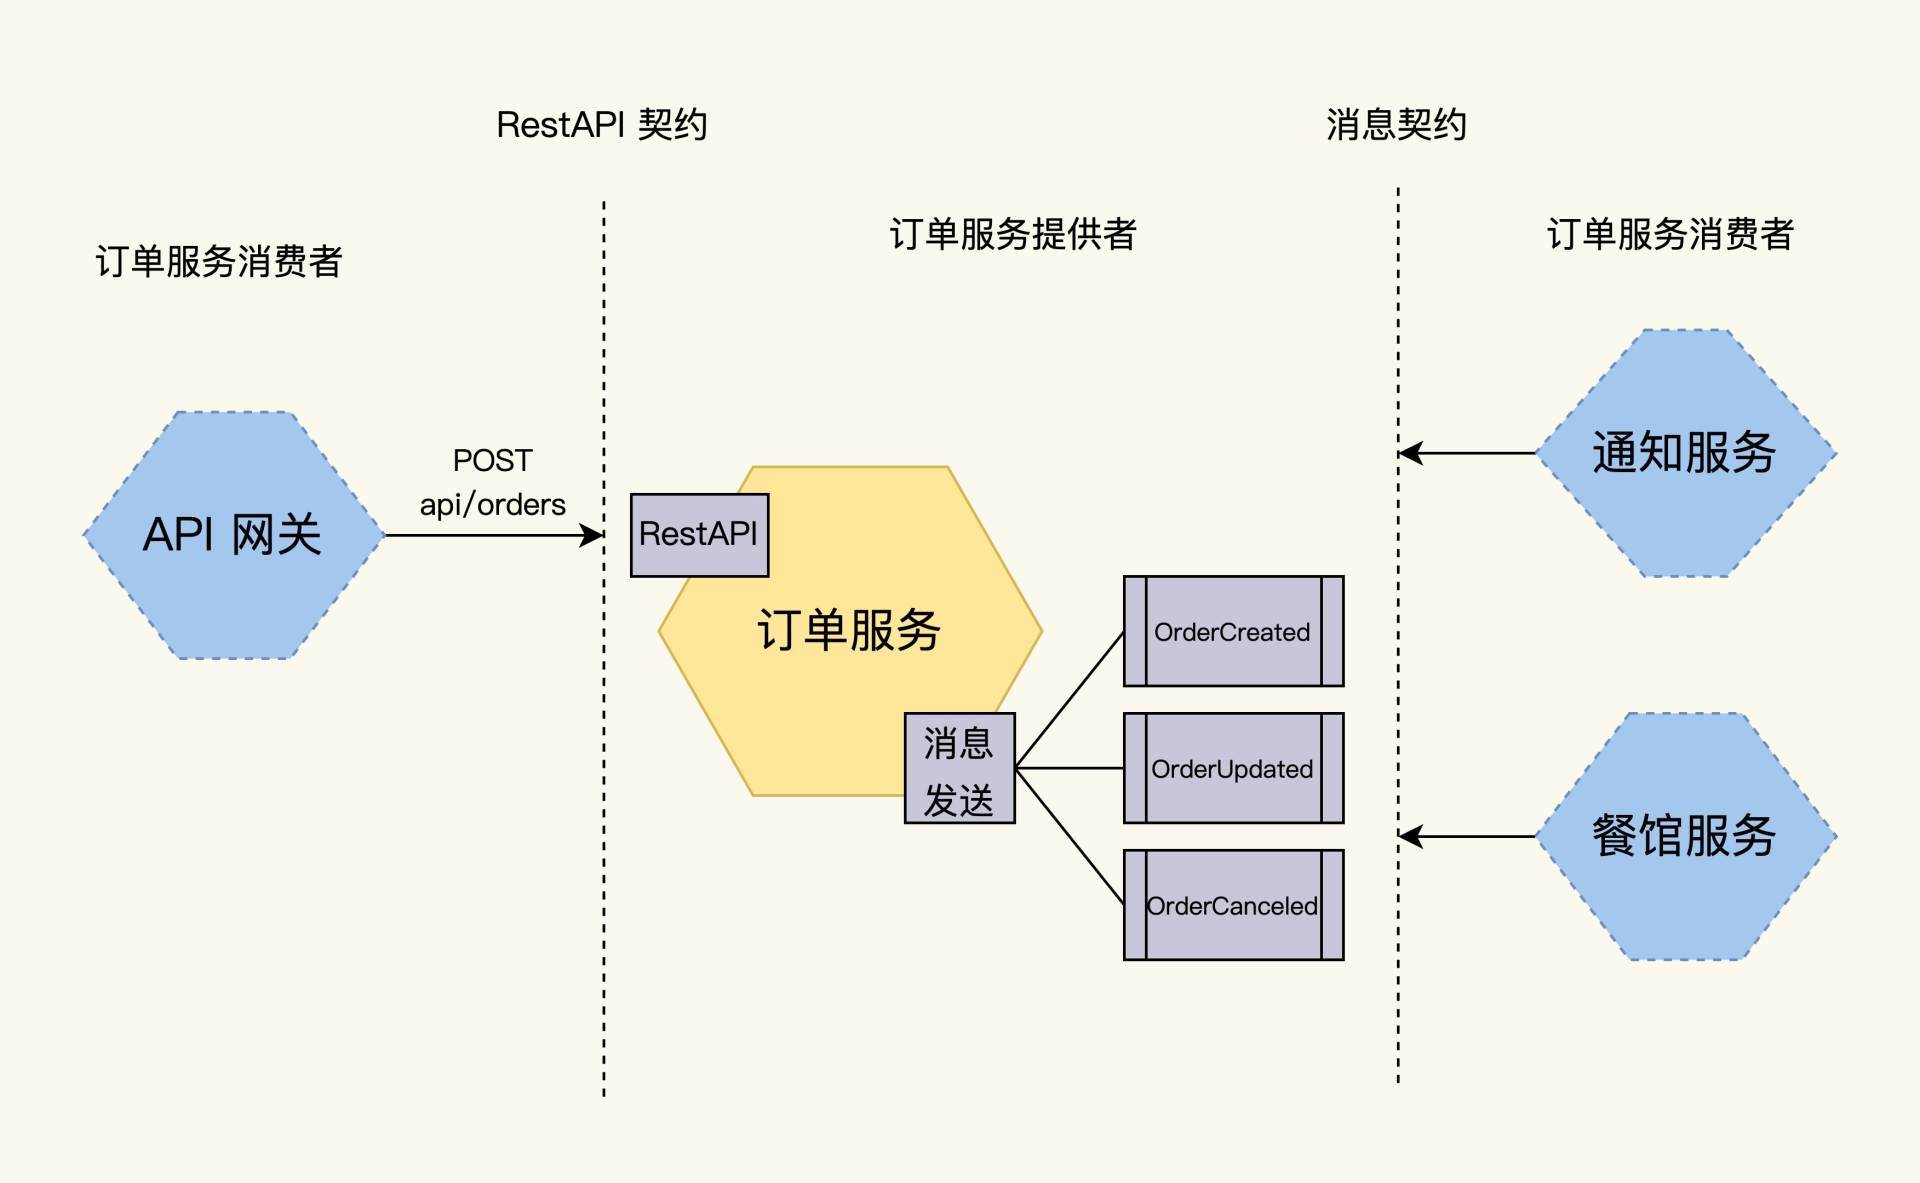 RestAPI 契约
消息契约
订单服务消费者
订单服务提供者
订单服务消费者
API 网关
POST
api/orders
RestAPI
订单服务
消息
发送
OrderCreated
OrderUpdated
OrderCanceled
通知服务
餐馆服务